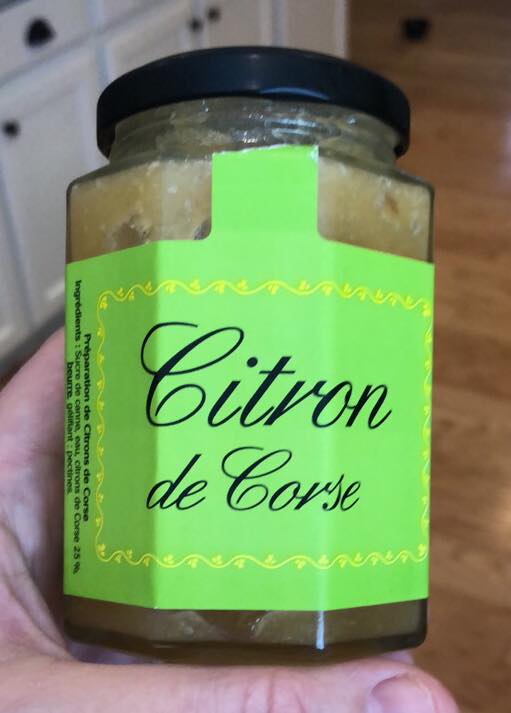 Citron
de Corse
Préparation de Citrons de Corse
Ingrédients : Sucre de canne, eau, citrons de Corse 25 %,
beurre, gélifiant : pectines.